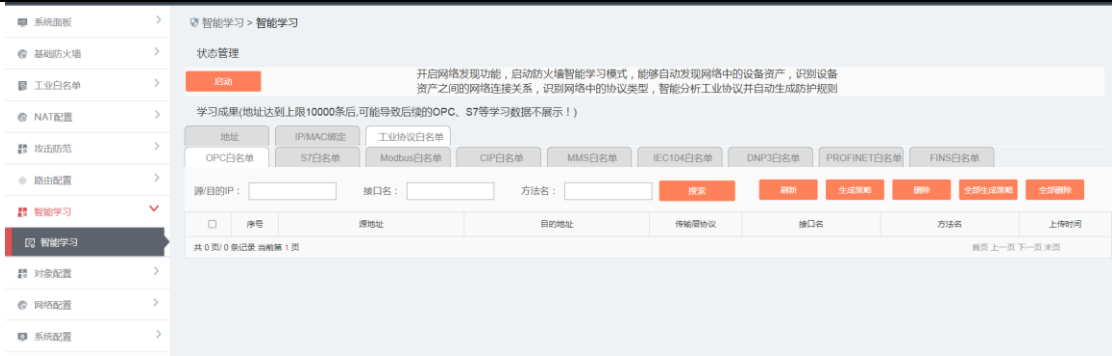 系统面板
基础防火墙
工业白名单
NAT配置
攻击防范
路由配置
智能学习
智能学习
对象配置
网络配置
系统配置
智能学习 > 智能学习
状态管理
启动
开启网络发现功能，启动防火墙智能学习模式，能够自动发现网络中的设备资产，识别设备
资产之间的网络连接关系，识别网络中的协议类型，智能分析工业协议并自动生成防护规则
学习成果(地址达到上限10000条后,可能导致后续的OPC、S7等学习数据不展示！)
地址 IP/MAC绑定 工业协议白名单
OPC白名单 S7白名单 Modbus白名单 CIP白名单 MMS白名单 IEC104白名单 DNP3白名单 PROFINET白名单 FINS白名单
源/目的IP： 接口名： 方法名： 搜索 刷新 生成策略 删除 全部生成策略 全部删除
序号 源地址 目的地址 传输层协议 接口名 方法名 上传时间
共 0 页/ 0 条记录 当前第 1 页 首页 上一页 下一页 末页